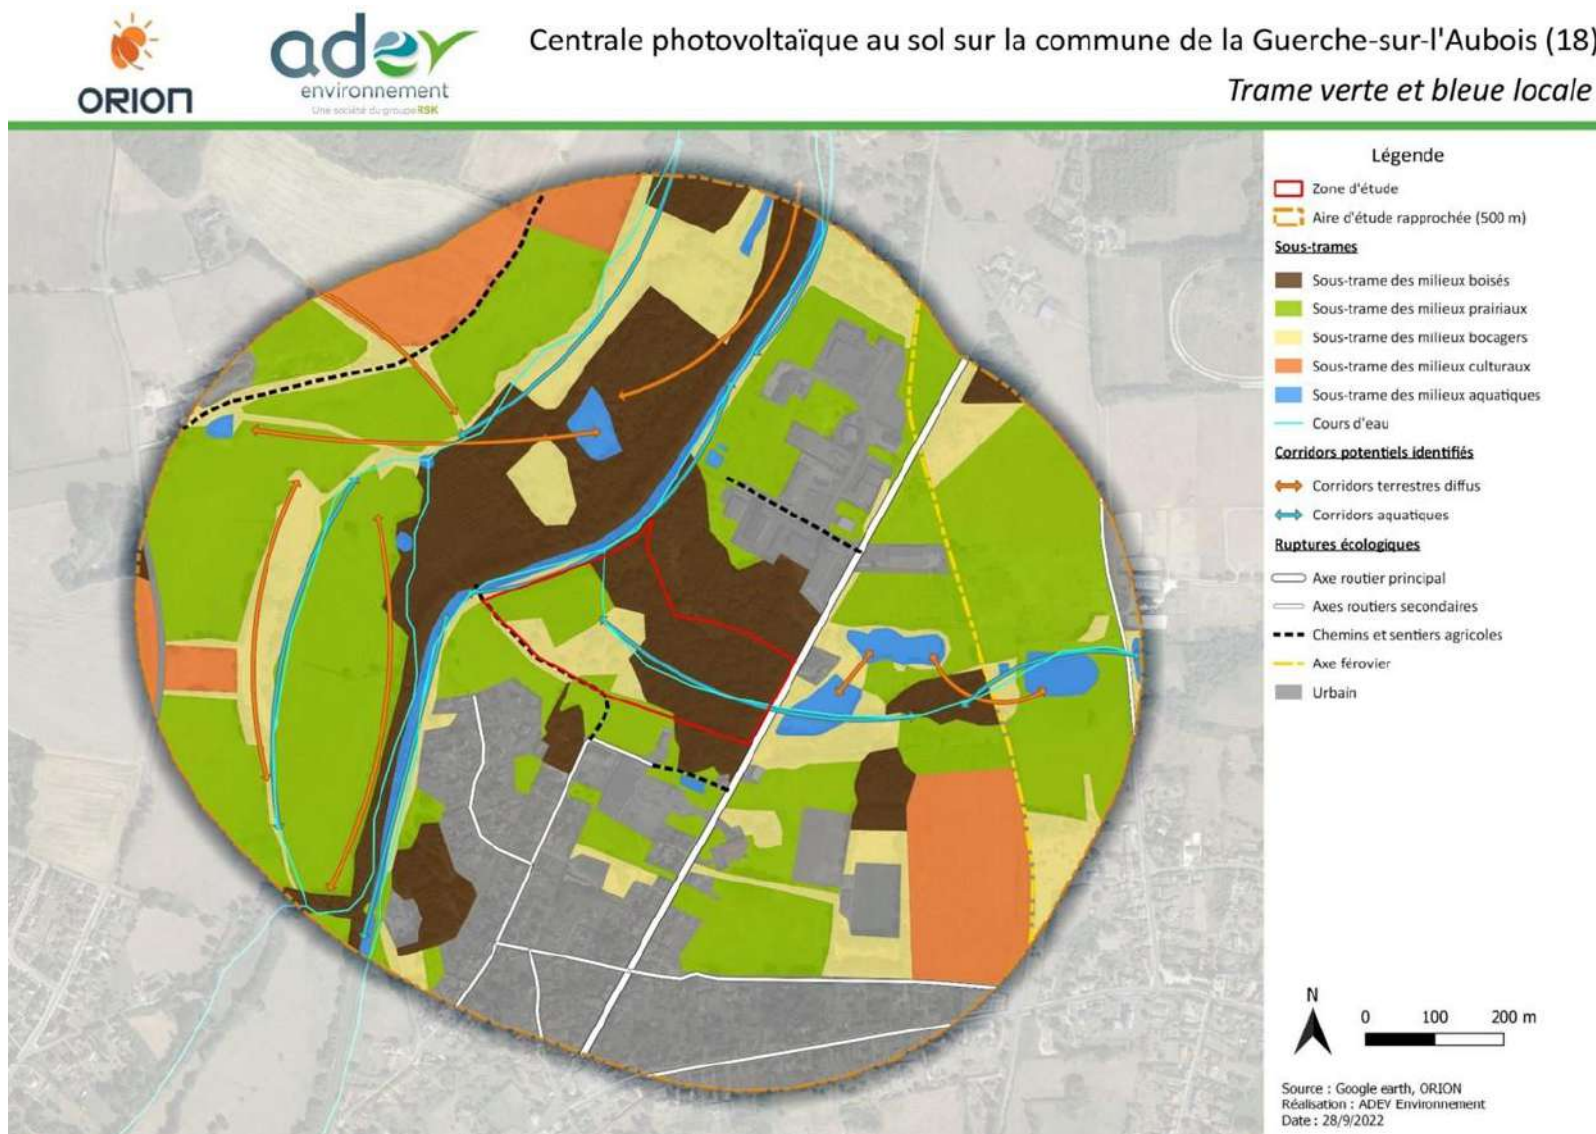 ORION
adev
environnement
Une société du groupe RSK
Centrale photovoltaïque au sol sur la commune de la Guerche-sur-l'Aubois (18)
Trame verte et bleue locale
Légende
Zone d'étude
Aire d'étude rapprochée (500 m)
Sous-trames
Sous-trame des milieux boisés
Sous-trame des milieux prairiaux
Sous-trame des milieux bocagers
Sous-trame des milieux culturaux
Sous-trame des milieux aquatiques
Cours d'eau
Corridors potentiels identifiés
Corridors terrestres diffus
Corridors aquatiques
Ruptures écologiques
Axe routier principal
Axes routiers secondaires
Chemins et sentiers agricoles
Axe férovier
Urbain
N
0 100 200 m
Source : Google earth, ORION
Réalisation : ADEV Environnement
Date : 28/9/2022